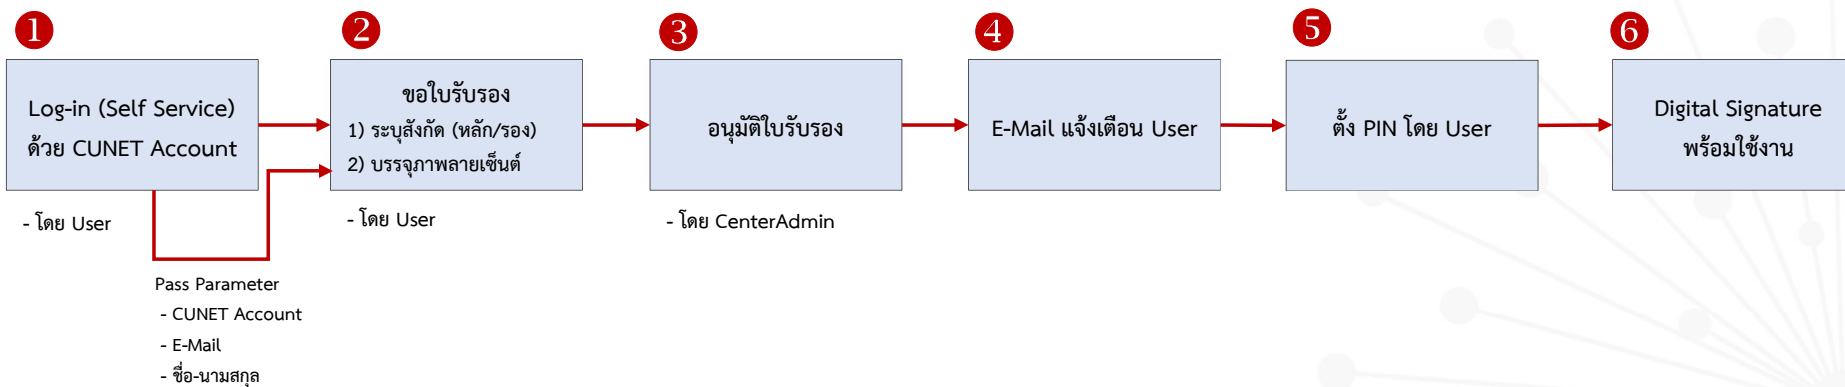 1
Log-in (Self Service)
ด้วย CUNET Account
- โดย User
Pass Parameter
- CUNET Account
- E-Mail
- ชื่อ-นามสกุล
2
ขอใบรับรอง
1) ระบุสังกัด (หลัก/รอง)
2) บรรจุภาพลายเซ็นต์
- โดย User
3
อนุมัติใบรับรอง
- โดย CenterAdmin
4
E-Mail แจ้งเตือน User
5
ตั้ง PIN โดย User
6
Digital Signature
พร้อมใช้งาน